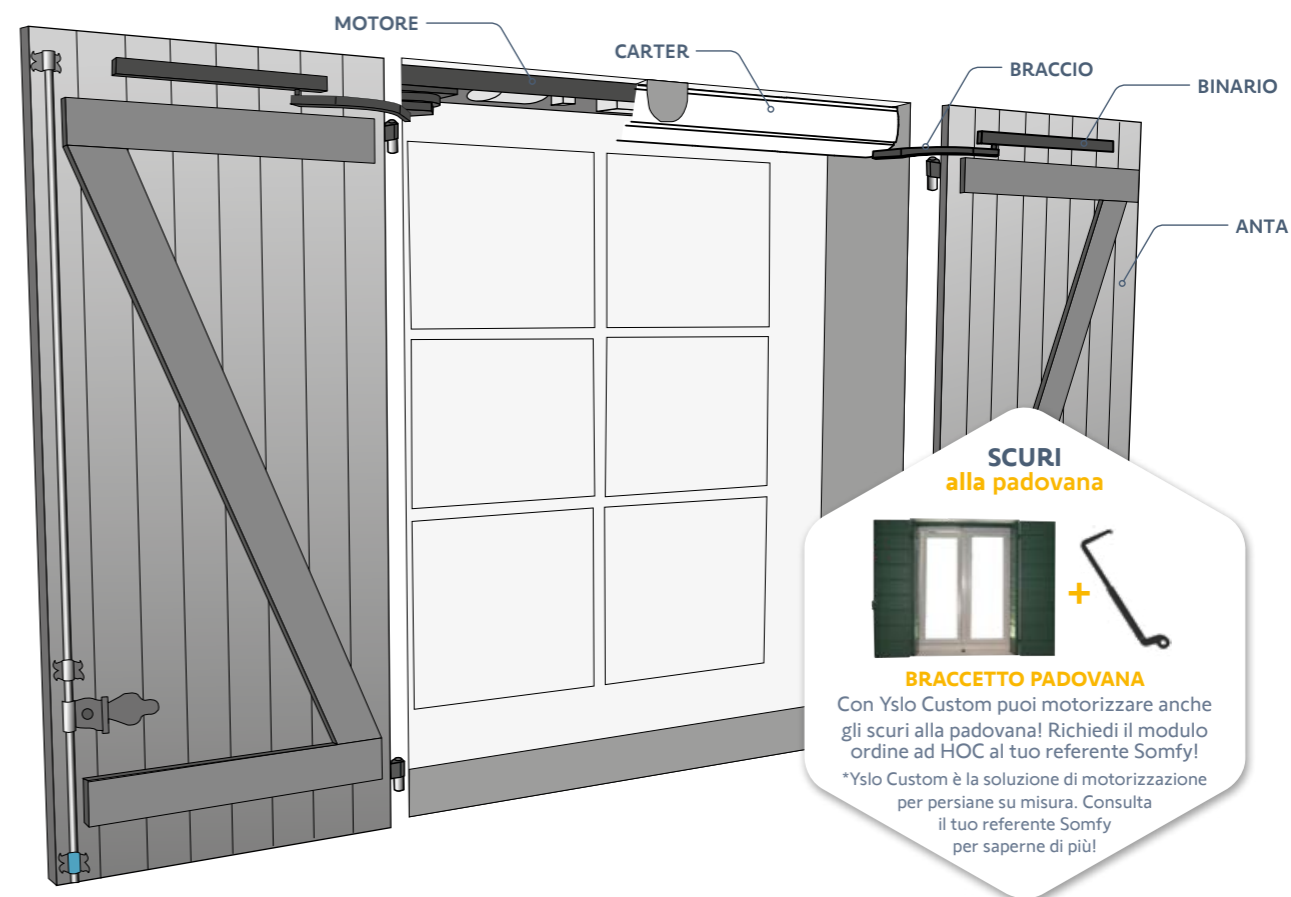 MOTORE
CARTER
BRACCIO
BINARIO
ANTA
SCURI
alla padovana
+
BRACCETTO PADOVANA
Con Yslo Custom puoi motorizzare anche
gli scuri alla padovana! Richiedi il modulo
ordine ad HOC al tuo referente Somfy!
*Yslo Custom è la soluzione di motorizzazione
per persiane su misura. Consulta
il tuo referente Somfy
per saperne di più!